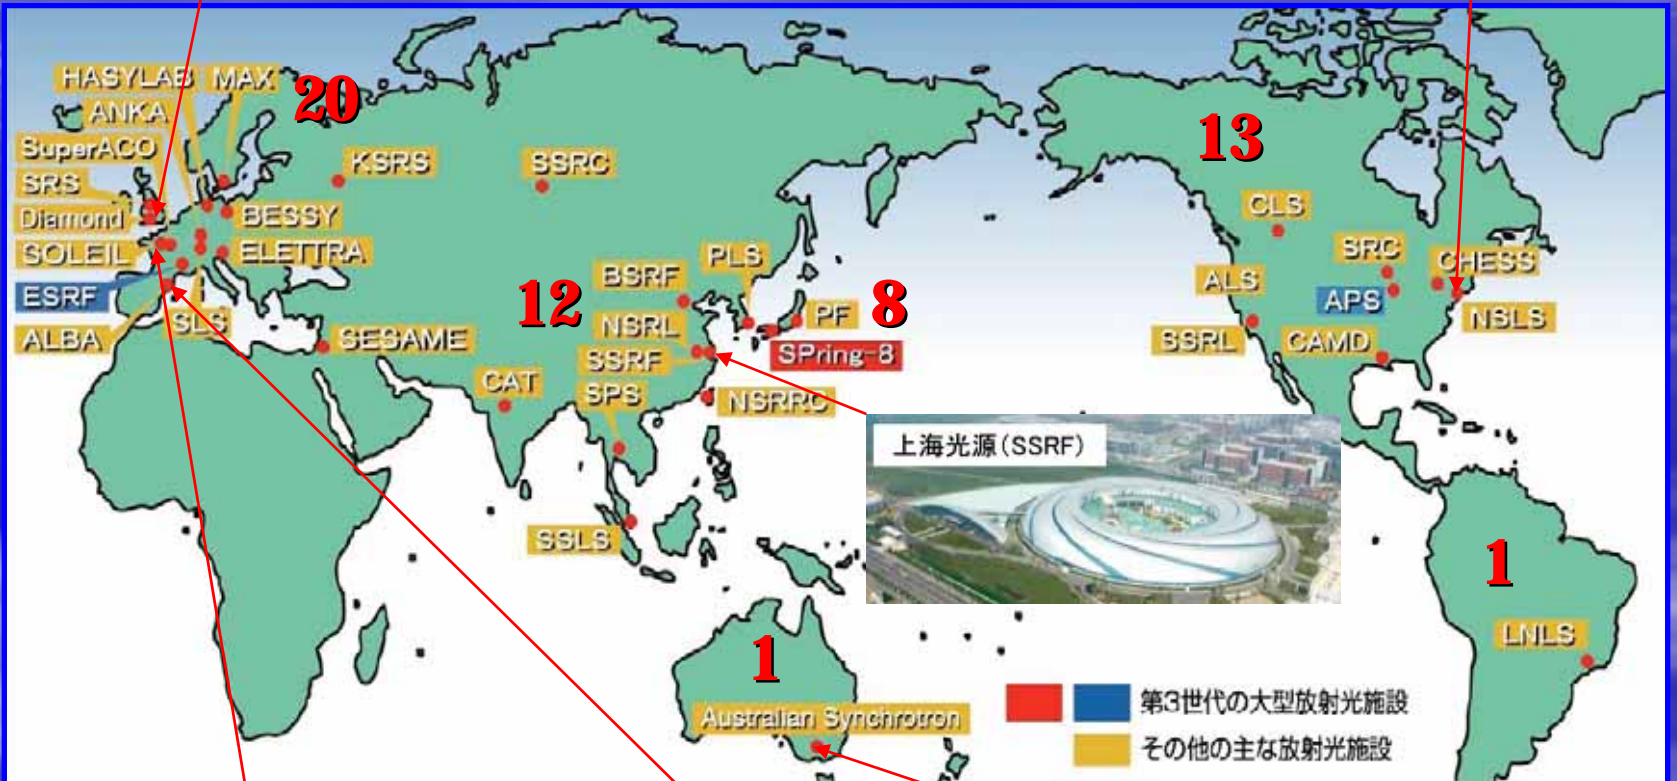 HASYLAB
MAX
20
ANKA
SuperACO
SRS
Diamond
SOLEIL
ESRF
ALBA
SLS
BESSY
ELETTRA
KSRS
SSRC
SESAME
12
BSRF
PLS
NSRL
SSRF
SPS
CAT
PF
8
SPring-8
NSRRC
SSLS
上海光源(SSRF)
13
CLS
SRC
CHESS
ALS
APS
NSLS
SSRL
CAMD
1
LNLS
1
Australian Synchrotron
第3世代の大型放射光施設
その他の主な放射光施設